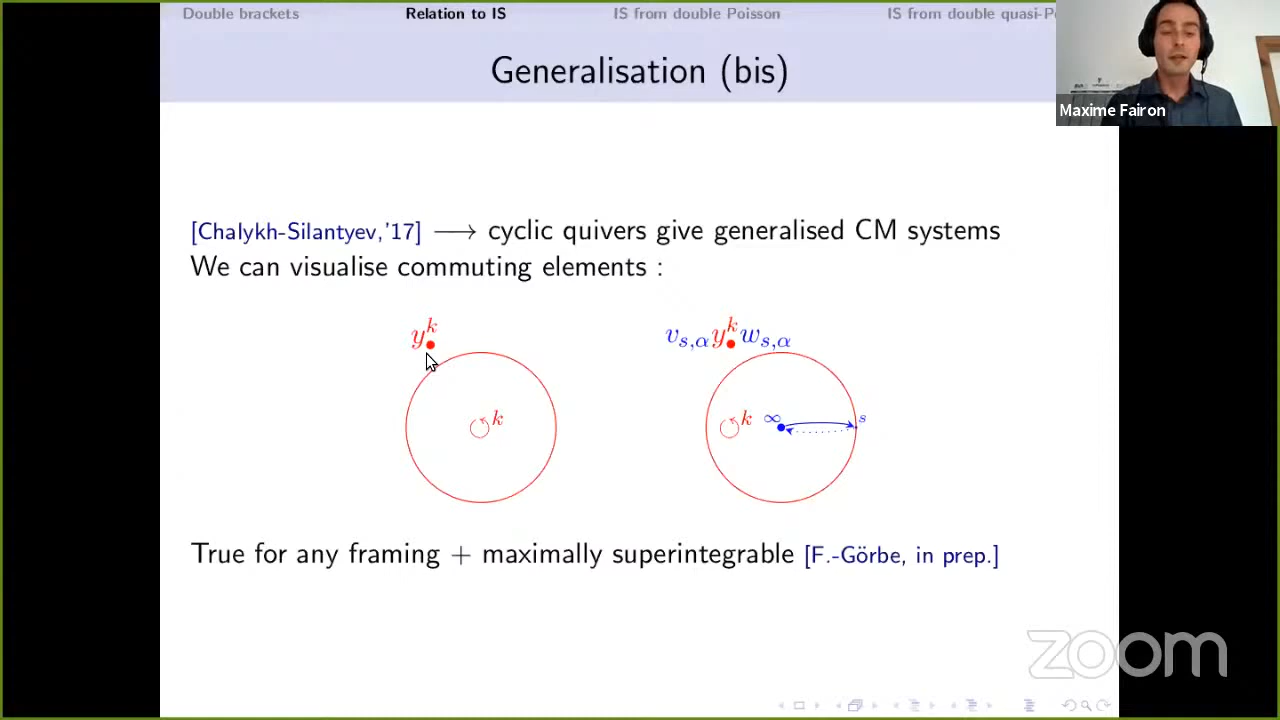 Double brackets Relation to IS IS from double Poisson IS from double quasi-P
Generalisation (bis)
Maxime Fairon
[Chalykh-Silantyev,'17] ⟶ cyclic quivers give generalised CM systems
We can visualise commuting elements :
y^k v_{s,α}y^k w_{s,α}
k k ∞ s
True for any framing + maximally superintegrable [F.-Görbe, in prep.]
zoom